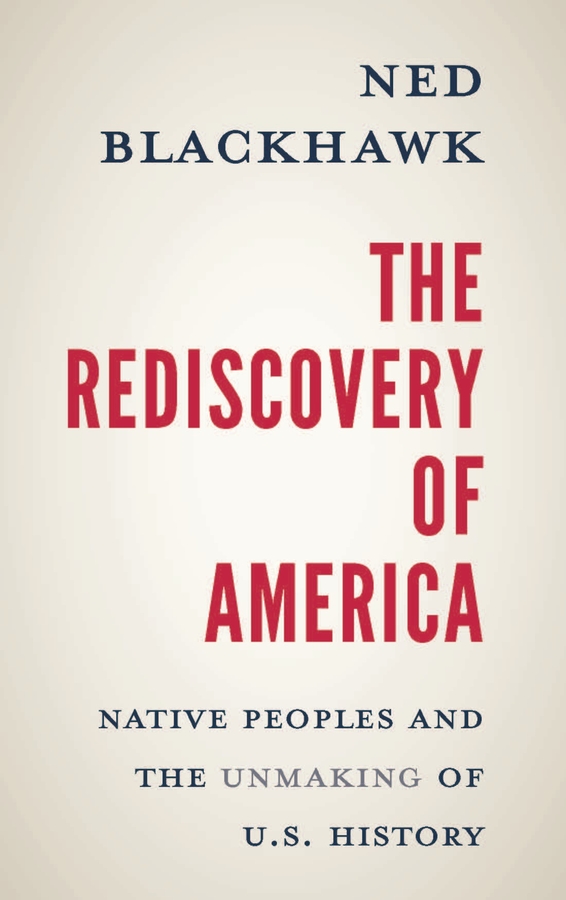 NED
BLACKHAWK
THE
REDISCOVERY
OF
AMERICA
NATIVE PEOPLES AND
THE UNMAKING OF
U.S. HISTORY